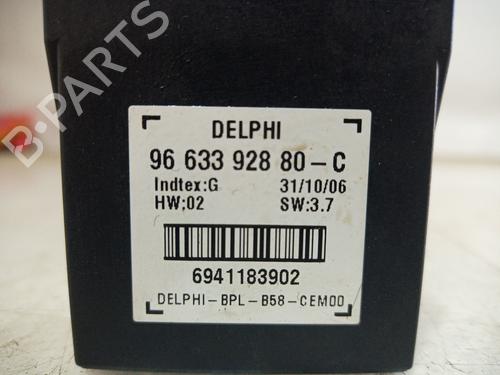 DELPHI
96 633 928 80-C
Indtex:G 31/10/06
HW;02 SW:3.7
6941183902
DELPHI-BPL-B58-CEM00
B-PARTS